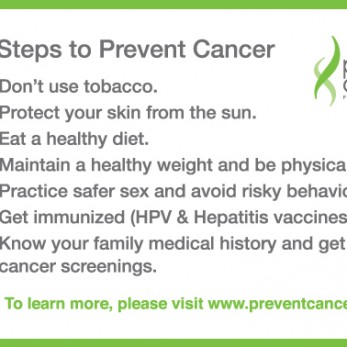 Steps to Prevent Cancer
Don't use tobacco.
Protect your skin from the sun.
Eat a healthy diet.
Maintain a healthy weight and be physica
Practice safer sex and avoid risky behavio
Get immunized (HPV & Hepatitis vaccines
Know your family medical history and get
cancer screenings.
To learn more, please visit www.preventcance